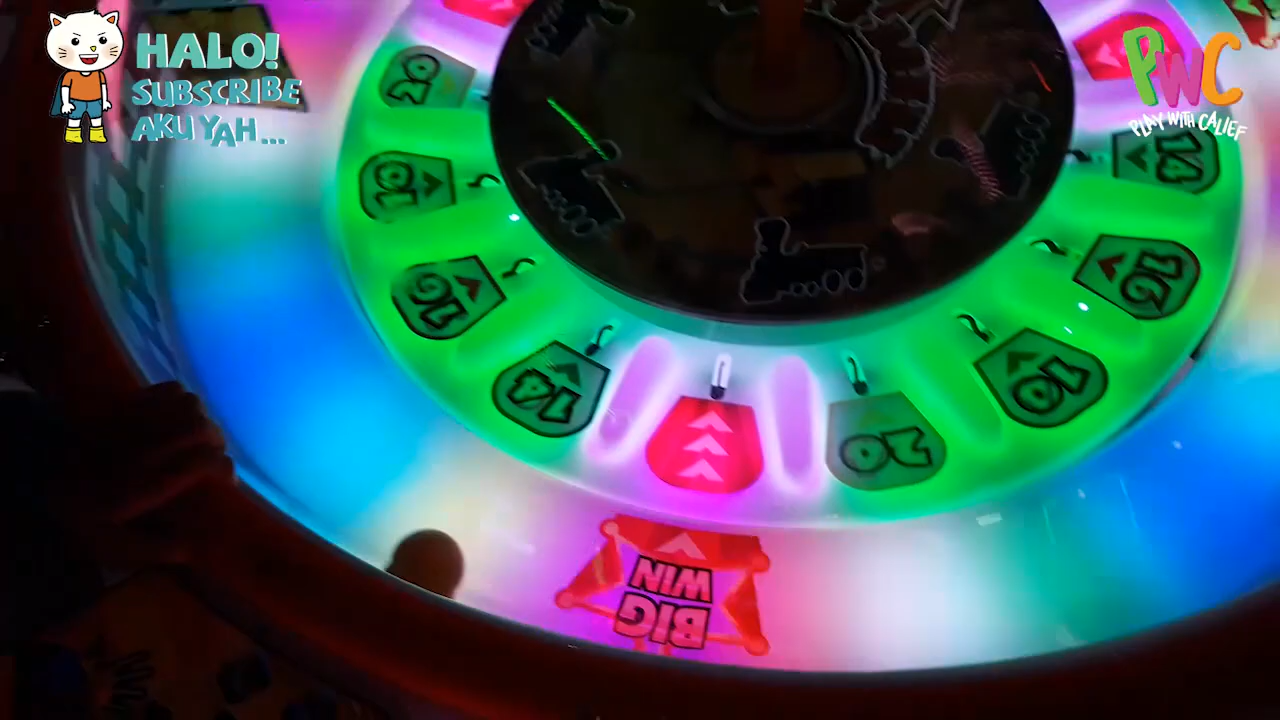 HALO!
SUBSCRIBE
AKU YAH...
PWC
PLAY WITH CALIEF
20
10
16
14
20
10
16
14
BIG
WIN